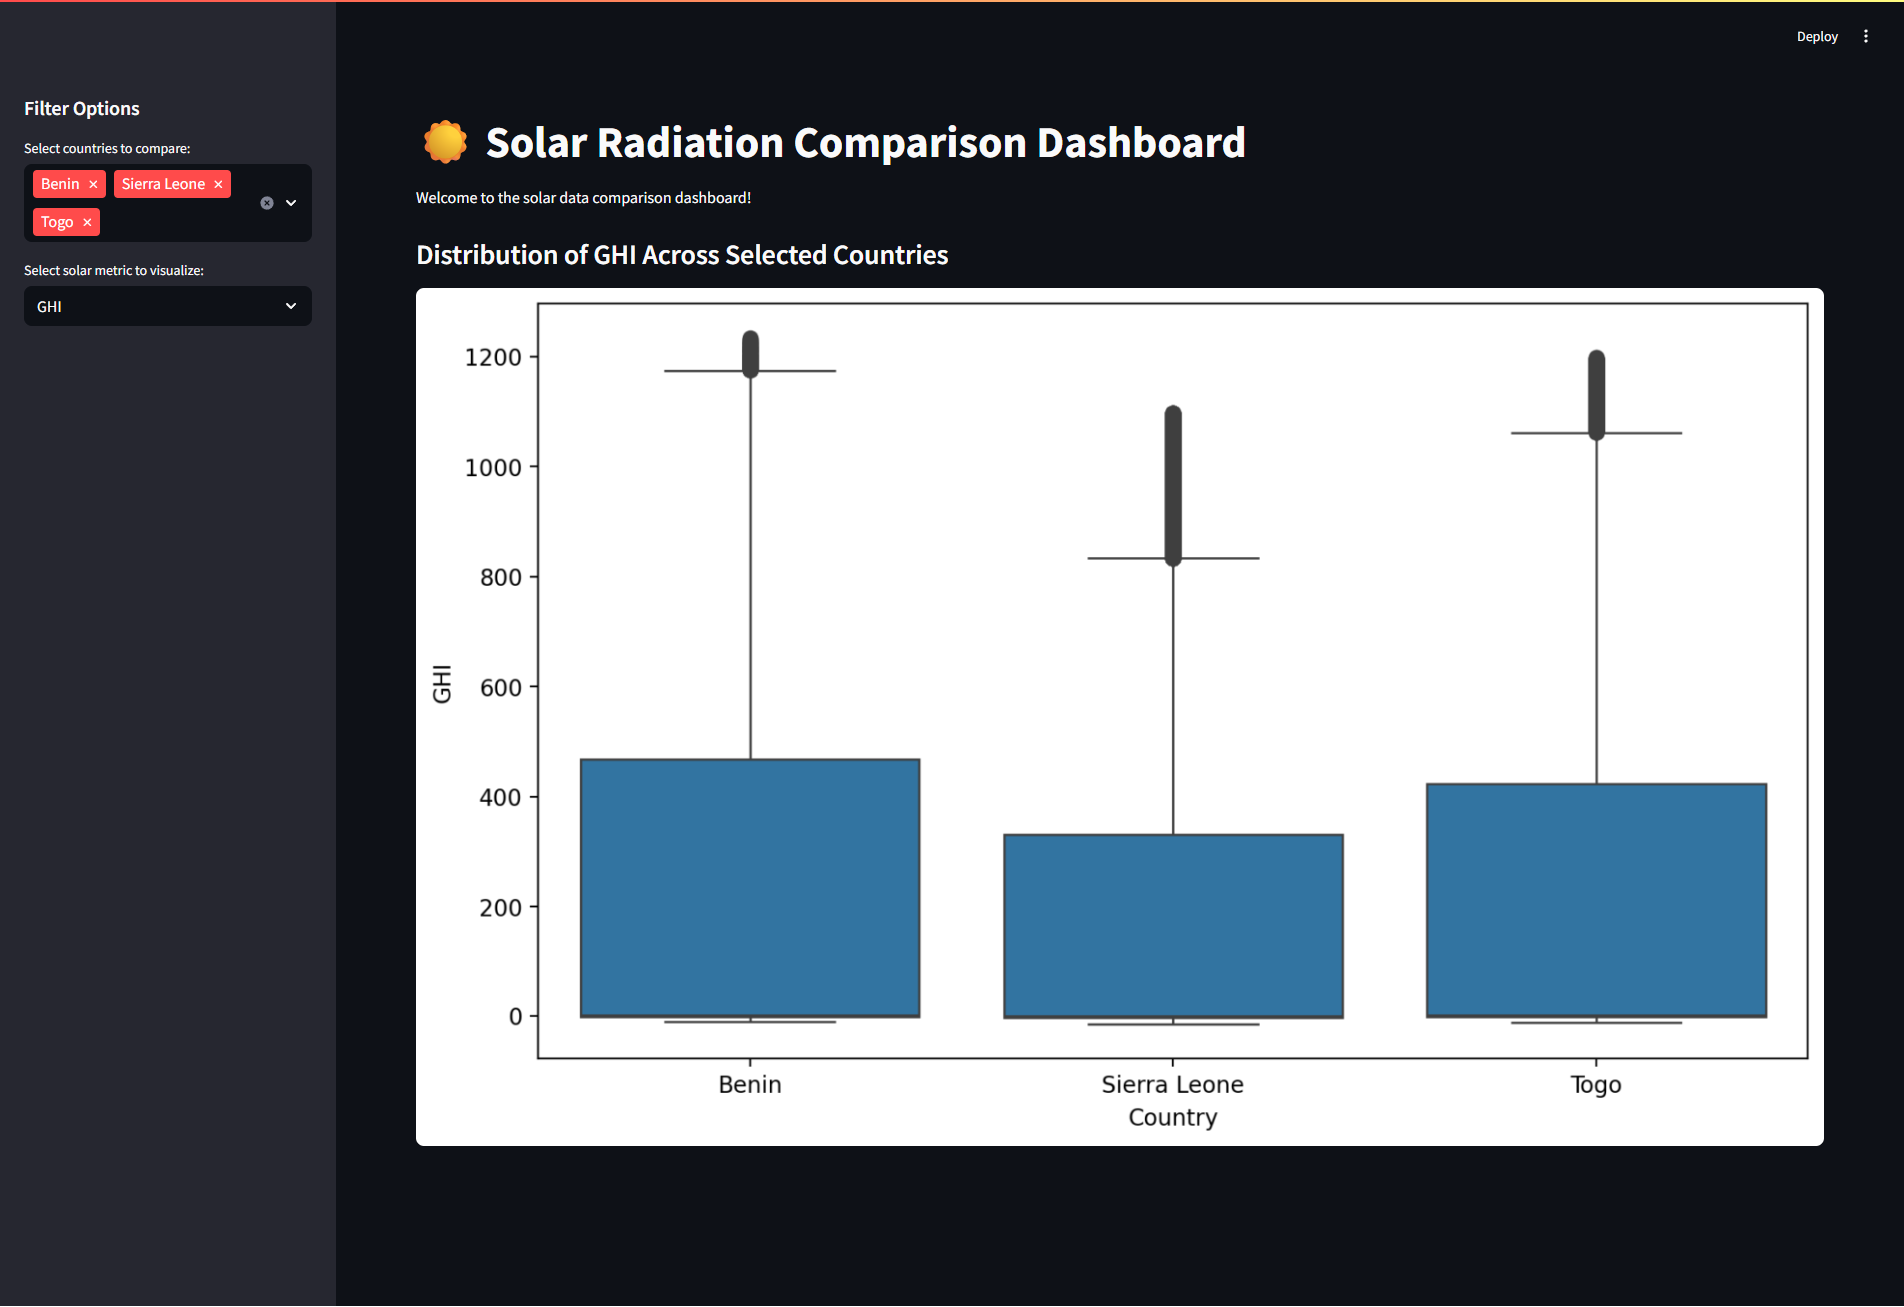 Deploy
Filter Options
Select countries to compare:
Benin × Sierra Leone ×
Togo ×
Select solar metric to visualize:
GHI
Solar Radiation Comparison Dashboard
Welcome to the solar data comparison dashboard!
Distribution of GHI Across Selected Countries
1200
1000
800
600
400
200
0
GHI
Benin Sierra Leone Togo
Country